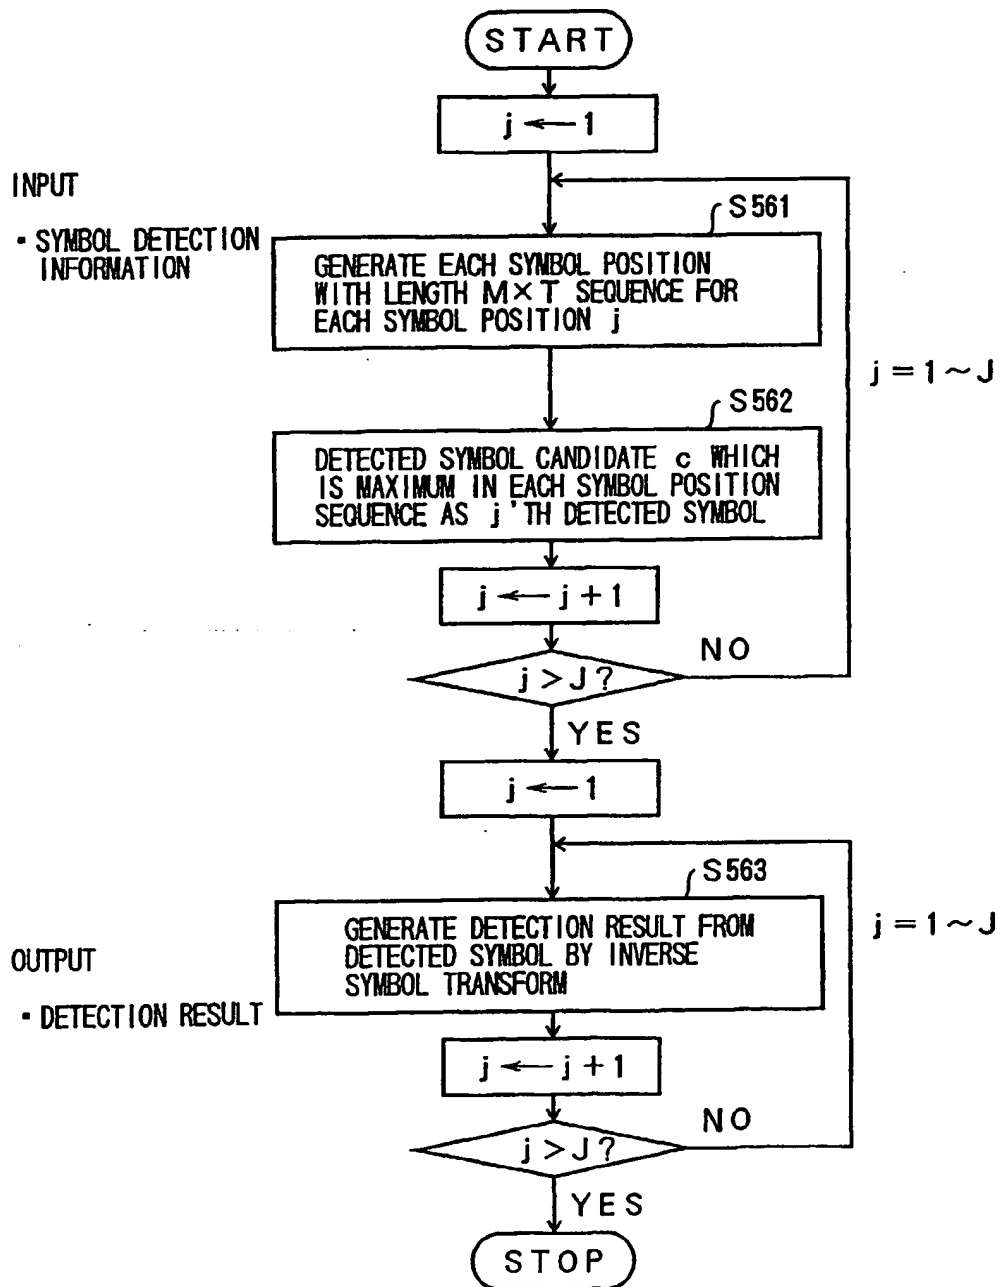 START
j ← 1
INPUT
・SYMBOL DETECTION
INFORMATION
S561
GENERATE EACH SYMBOL POSITION
WITH LENGTH M×T SEQUENCE FOR
EACH SYMBOL POSITION j
j = 1 ~ J
S562
DETECTED SYMBOL CANDIDATE c WHICH
IS MAXIMUM IN EACH SYMBOL POSITION
SEQUENCE AS j'TH DETECTED SYMBOL
j ← j + 1
j > J ?
NO
YES
j ← 1
S563
GENERATE DETECTION RESULT FROM
DETECTED SYMBOL BY INVERSE
SYMBOL TRANSFORM
j = 1 ~ J
OUTPUT
・DETECTION RESULT
j ← j + 1
j > J ?
NO
YES
STOP